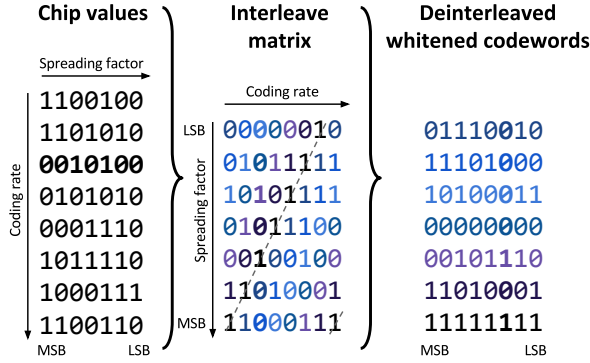 Chip values
Interleave
matrix
Deinterleaved
whitened codewords
Spreading factor
Coding rate
1100100
1101010
0010100
0101010
0001110
1011110
1000111
1100110
MSB LSB
Coding rate
Spreading factor
LSB 00000010
01011111
10101111
01011100
00100100
11010001
MSB 11000111
01110010
11101000
10100011
00000000
00101110
11010001
11111111
MSB LSB